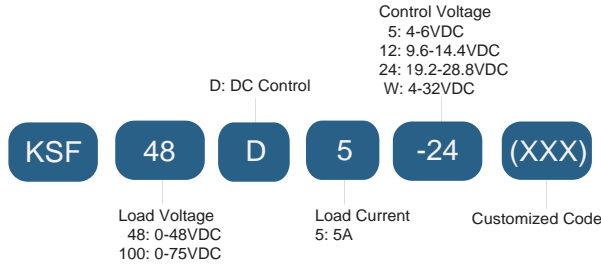 Control Voltage
5: 4-6VDC
12: 9.6-14.4VDC
24: 19.2-28.8VDC
W: 4-32VDC
D: DC Control
KSF 48 D 5 -24 (XXX)
Load Voltage
48: 0-48VDC
100: 0-75VDC
Load Current
5: 5A
Customized Code